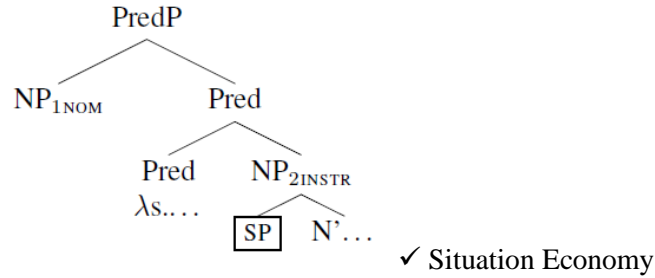 PredP
NP1NOM Pred
Pred NP2INSTR
λs.…
SP N’…
✓ Situation Economy